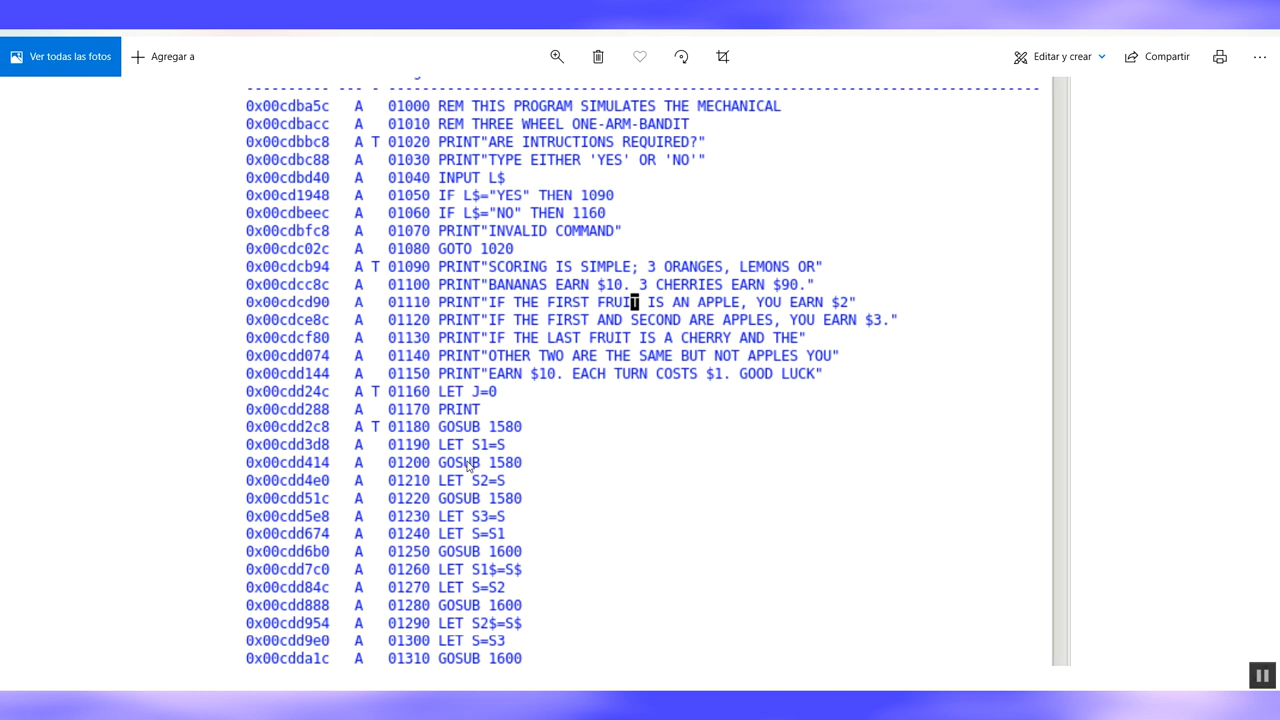 Ver todas las fotos
Agregar a
Editar y crear
Compartir
0x00cdba5c A 01000 REM THIS PROGRAM SIMULATES THE MECHANICAL
0x00cdbacc A 01010 REM THREE WHEEL ONE-ARM-BANDIT
0x00cdbbc8 A T 01020 PRINT"ARE INTRUCTIONS REQUIRED?"
0x00cdbc88 A 01030 PRINT"TYPE EITHER 'YES' OR 'NO'"
0x00cdbd40 A 01040 INPUT L$
0x00cd1948 A 01050 IF L$="YES" THEN 1090
0x00cdbeec A 01060 IF L$="NO" THEN 1160
0x00cdbfc8 A 01070 PRINT"INVALID COMMAND"
0x00cdc02c A 01080 GOTO 1020
0x00cdcb94 A T 01090 PRINT"SCORING IS SIMPLE; 3 ORANGES, LEMONS OR"
0x00cdcc8c A 01100 PRINT"BANANAS EARN $10. 3 CHERRIES EARN $90."
0x00cdcd90 A 01110 PRINT"IF THE FIRST FRUIT IS AN APPLE, YOU EARN $2"
0x00cdce8c A 01120 PRINT"IF THE FIRST AND SECOND ARE APPLES, YOU EARN $3."
0x00cdcf80 A 01130 PRINT"IF THE LAST FRUIT IS A CHERRY AND THE"
0x00cdd074 A 01140 PRINT"OTHER TWO ARE THE SAME BUT NOT APPLES YOU"
0x00cdd144 A 01150 PRINT"EARN $10. EACH TURN COSTS $1. GOOD LUCK"
0x00cdd24c A T 01160 LET J=0
0x00cdd288 A 01170 PRINT
0x00cdd2c8 A T 01180 GOSUB 1580
0x00cdd3d8 A 01190 LET S1=S
0x00cdd414 A 01200 GOSUB 1580
0x00cdd4e0 A 01210 LET S2=S
0x00cdd51c A 01220 GOSUB 1580
0x00cdd5e8 A 01230 LET S3=S
0x00cdd674 A 01240 LET S=S1
0x00cdd6b0 A 01250 GOSUB 1600
0x00cdd7c0 A 01260 LET S1$=S$
0x00cdd84c A 01270 LET S=S2
0x00cdd888 A 01280 GOSUB 1600
0x00cdd954 A 01290 LET S2$=S$
0x00cdd9e0 A 01300 LET S=S3
0x00cdda1c A 01310 GOSUB 1600